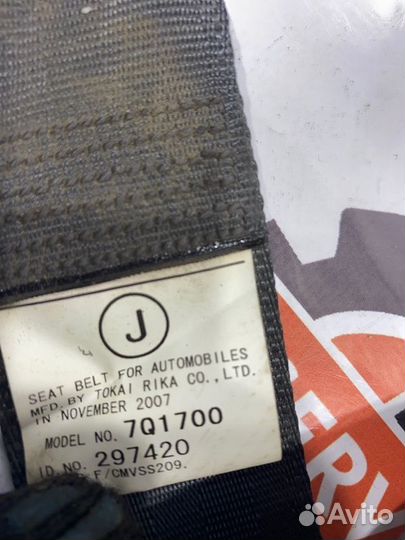 J
SEAT BELT FOR AUTOMOBILES
MFD. BY TOKAI RIKA CO., LTD.
IN NOVEMBER 2007
MODEL NO. 7Q1700
ID NO. 297420
F/CMVSS209.
SERV
Avito